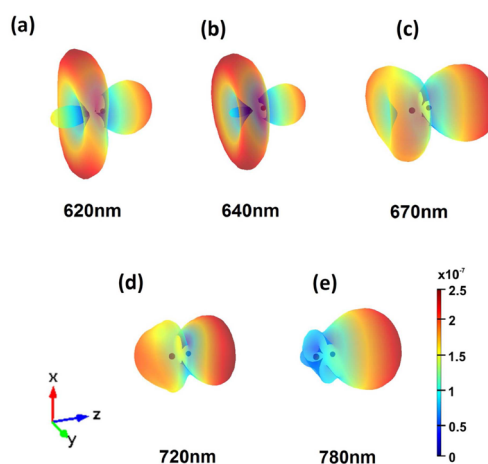 (a)
(b)
(c)
620nm
640nm
670nm
(d)
(e)
x10⁻⁷
2.5
2
1.5
1
0.5
0
x
z
y
720nm
780nm